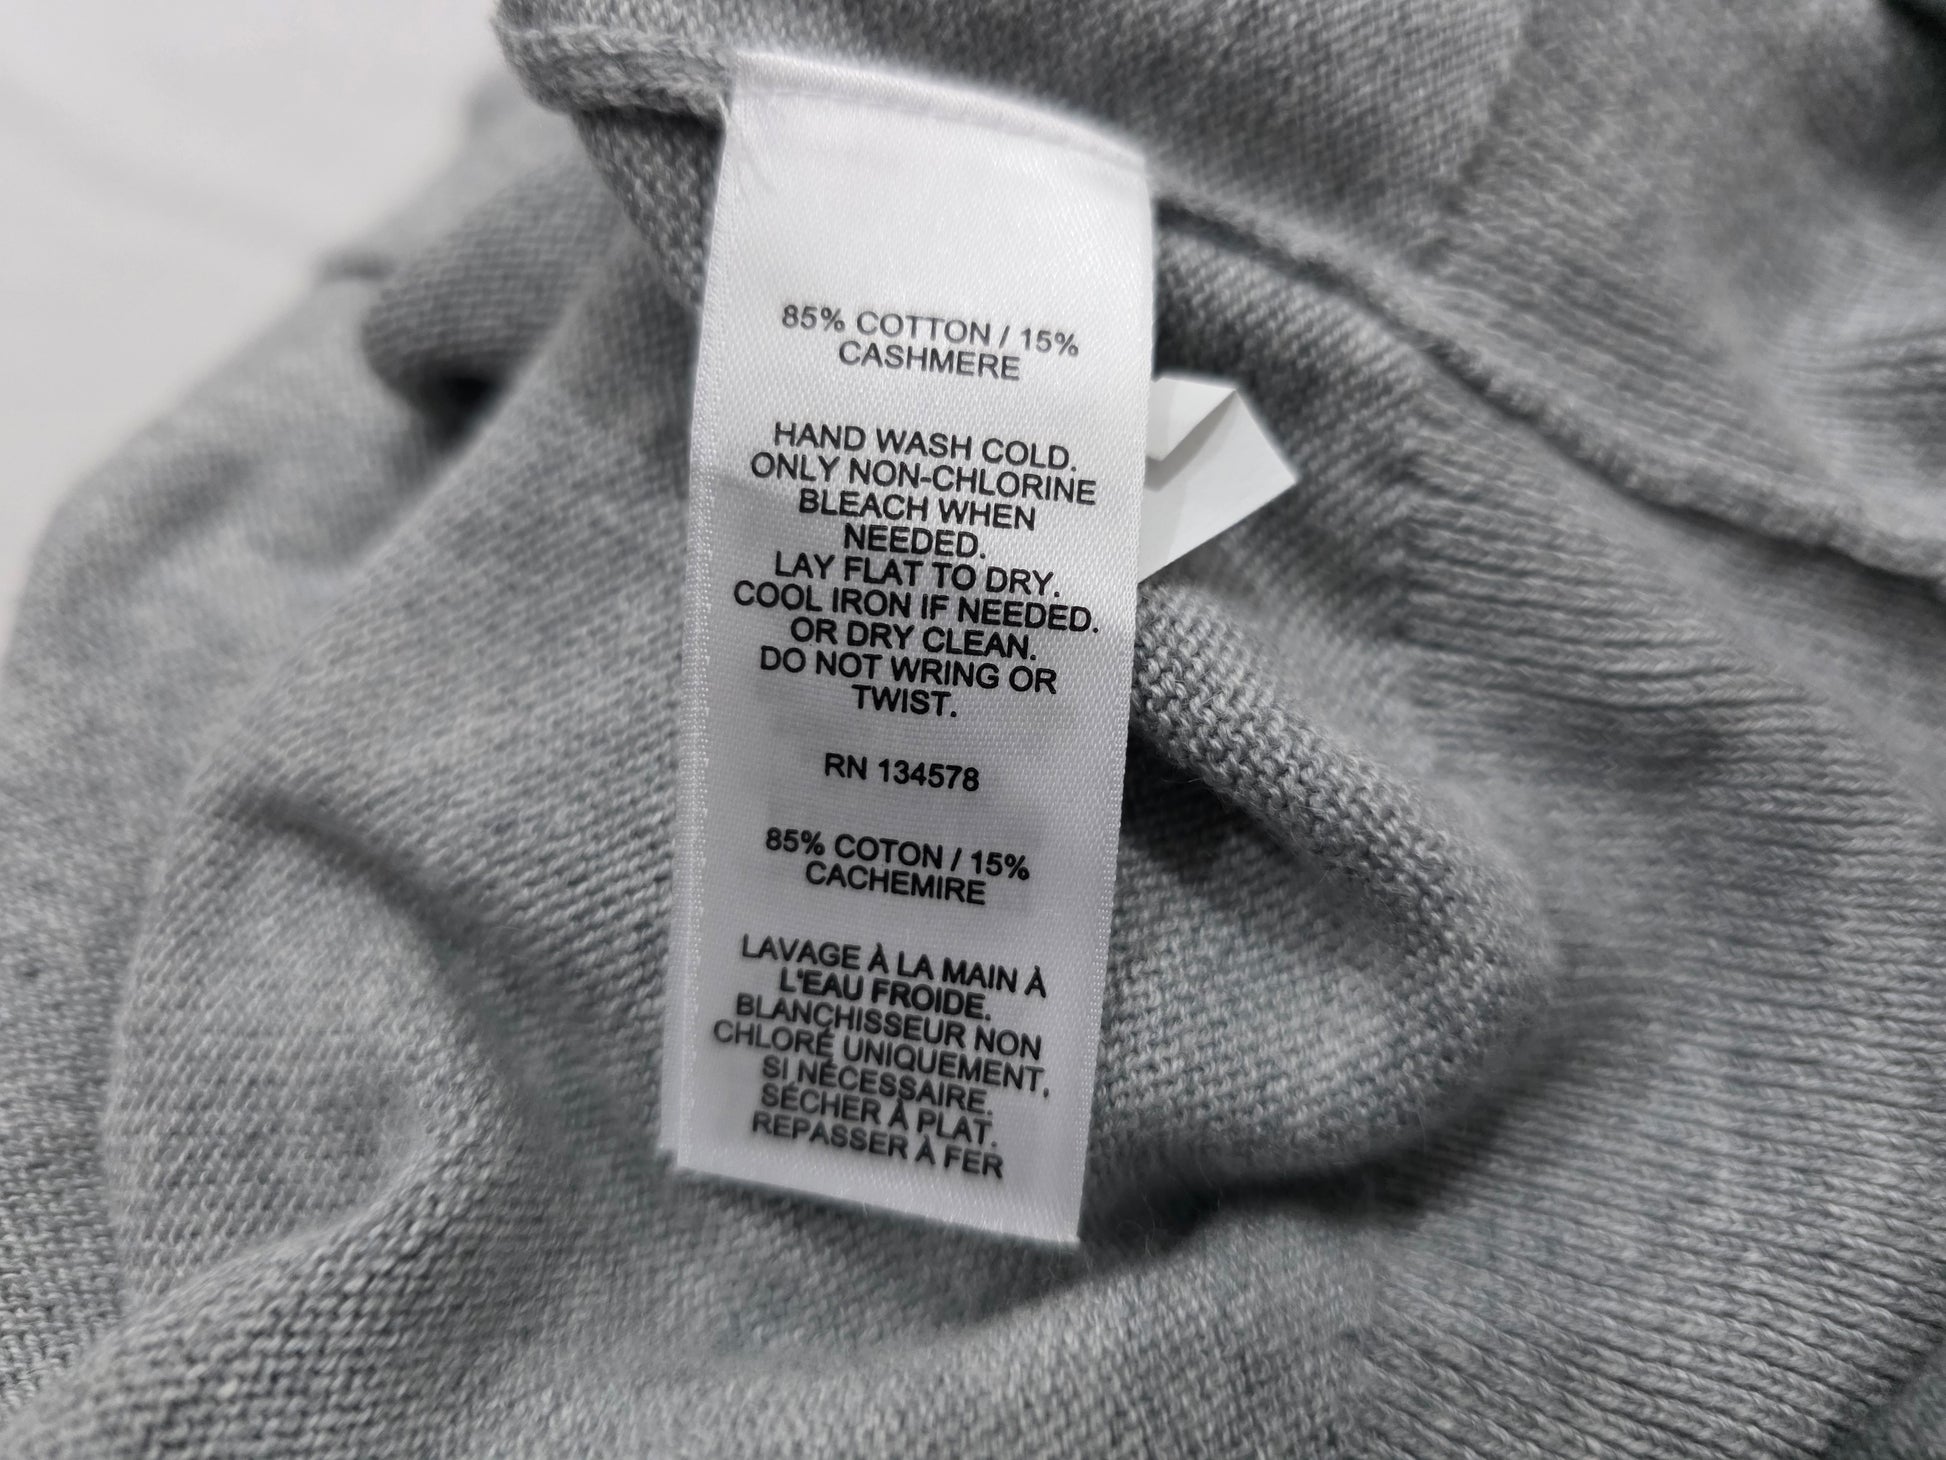 85% COTTON / 15%
CASHMERE
HAND WASH COLD.
ONLY NON-CHLORINE
BLEACH WHEN
NEEDED.
LAY FLAT TO DRY.
COOL IRON IF NEEDED.
OR DRY CLEAN.
DO NOT WRING OR
TWIST.
RN 134578
85% COTON / 15%
CACHEMIRE
LAVAGE À LA MAIN À
L'EAU FROIDE.
BLANCHISSEUR NON
CHLORÉ UNIQUEMENT,
SI NÉCESSAIRE.
SÉCHER À PLAT.
REPASSER À FER